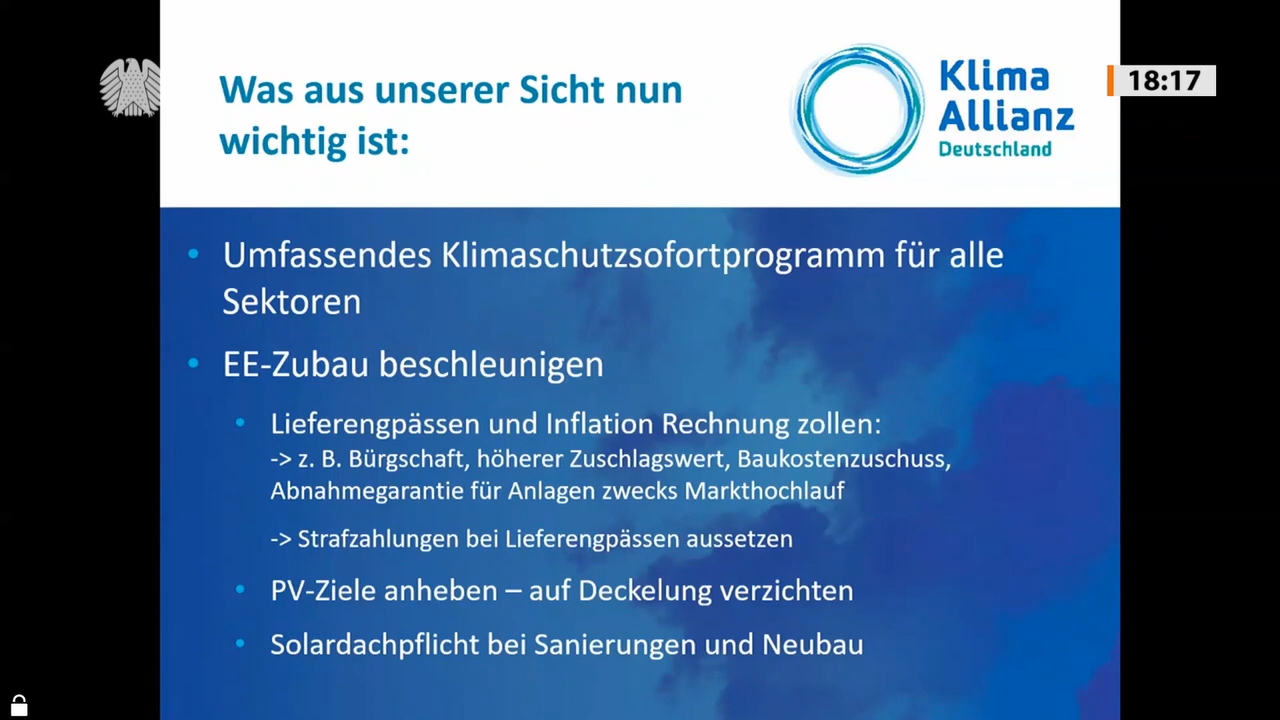 Was aus unserer Sicht nun
wichtig ist:
Klima
Allianz
Deutschland
18:17
• Umfassendes Klimaschutzsofortprogramm für alle
Sektoren
• EE-Zubau beschleunigen
• Lieferengpässen und Inflation Rechnung zollen:
-> z. B. Bürgschaft, höherer Zuschlagswert, Baukostenzuschuss,
Abnahmegarantie für Anlagen zwecks Markthochlauf
-> Strafzahlungen bei Lieferengpässen aussetzen
• PV-Ziele anheben – auf Deckelung verzichten
• Solardachpflicht bei Sanierungen und Neubau